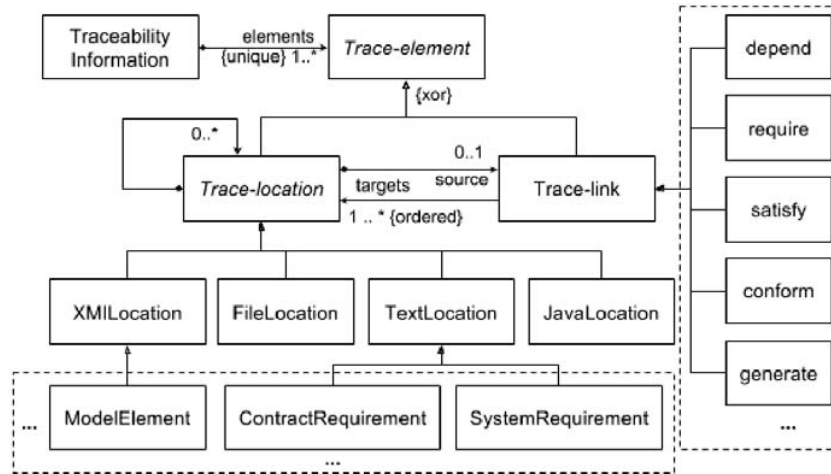 Traceability
Information
elements
{unique} 1..*
Trace-element
depend
{xor}
0..*
require
Trace-location
0..1
source
targets
1 .. * {ordered}
Trace-link
satisfy
XMILocation
FileLocation
TextLocation
JavaLocation
conform
...
ModelElement
ContractRequirement
SystemRequirement
...
generate
...